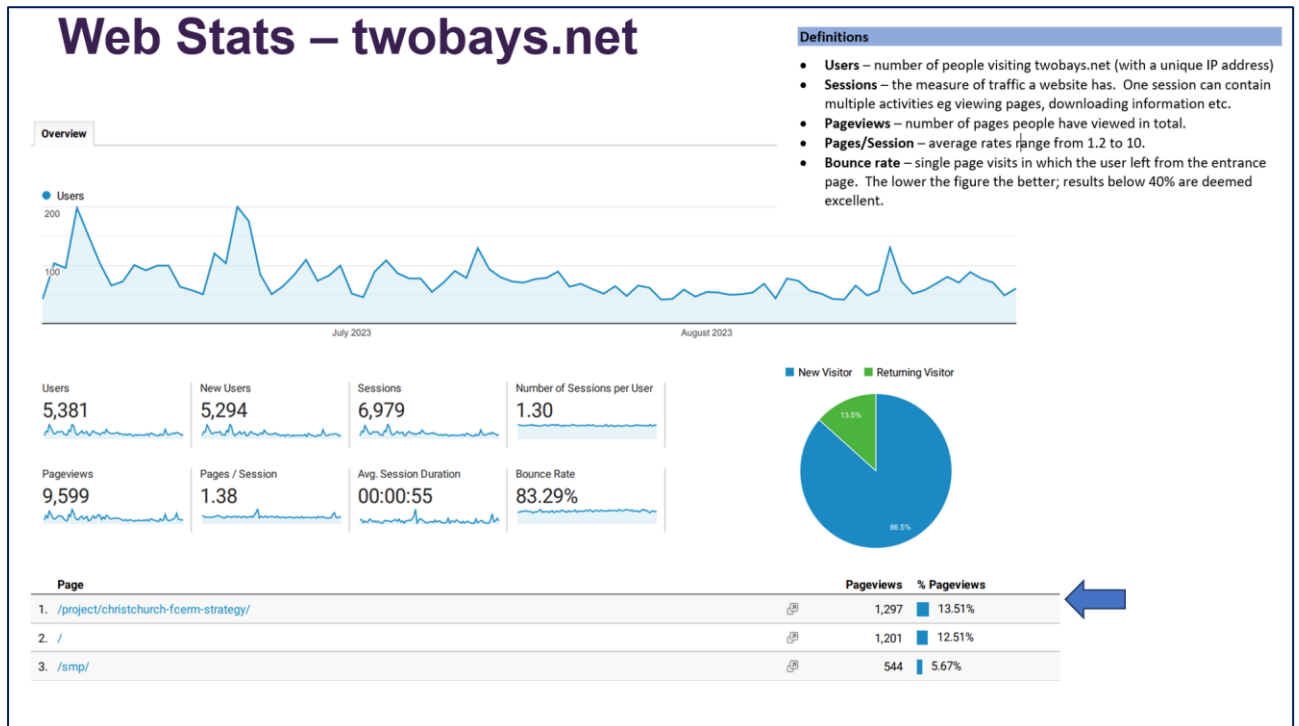 Web Stats – twobays.net
Definitions
• Users – number of people visiting twobays.net (with a unique IP address)
• Sessions – the measure of traffic a website has.  One session can contain
multiple activities eg viewing pages, downloading information etc.
• Pageviews – number of pages people have viewed in total.
• Pages/Session – average rates range from 1.2 to 10.
• Bounce rate – single page visits in which the user left from the entrance
page.  The lower the figure the better; results below 40% are deemed
excellent.
Overview
Users
200
100
July 2023 August 2023
Users New Users Sessions Number of Sessions per User
5,381 5,294 6,979 1.30
Pageviews Pages / Session Avg. Session Duration Bounce Rate
9,599 1.38 00:00:55 83.29%
New Visitor Returning Visitor
13.5%
86.5%
Page Pageviews % Pageviews
1. /project/christchurch-fcerm-strategy/ 1,297 13.51%
2. / 1,201 12.51%
3. /smp/ 544 5.67%